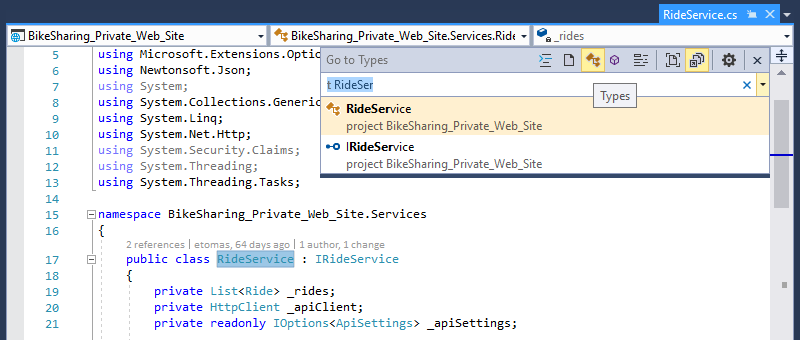 RideService.cs
BikeSharing_Private_Web_Site
BikeSharing_Private_Web_Site.Services.Ride
_rides
Go to Types
t RideSer
Types
RideService
project BikeSharing_Private_Web_Site
IRideService
project BikeSharing_Private_Web_Site
5 using Microsoft.Extensions.Optio
6 using Newtonsoft.Json;
7 using System;
8 using System.Collections.Generic
9 using System.Linq;
10 using System.Net.Http;
11 using System.Security.Claims;
12 using System.Threading;
13 using System.Threading.Tasks;
14
15 namespace BikeSharing_Private_Web_Site.Services
16 {
2 references | etomas, 64 days ago | 1 author, 1 change
17 public class RideService : IRideService
18 {
19 private List<Ride> _rides;
20 private HttpClient _apiClient;
21 private readonly IOptions<ApiSettings> _apiSettings;